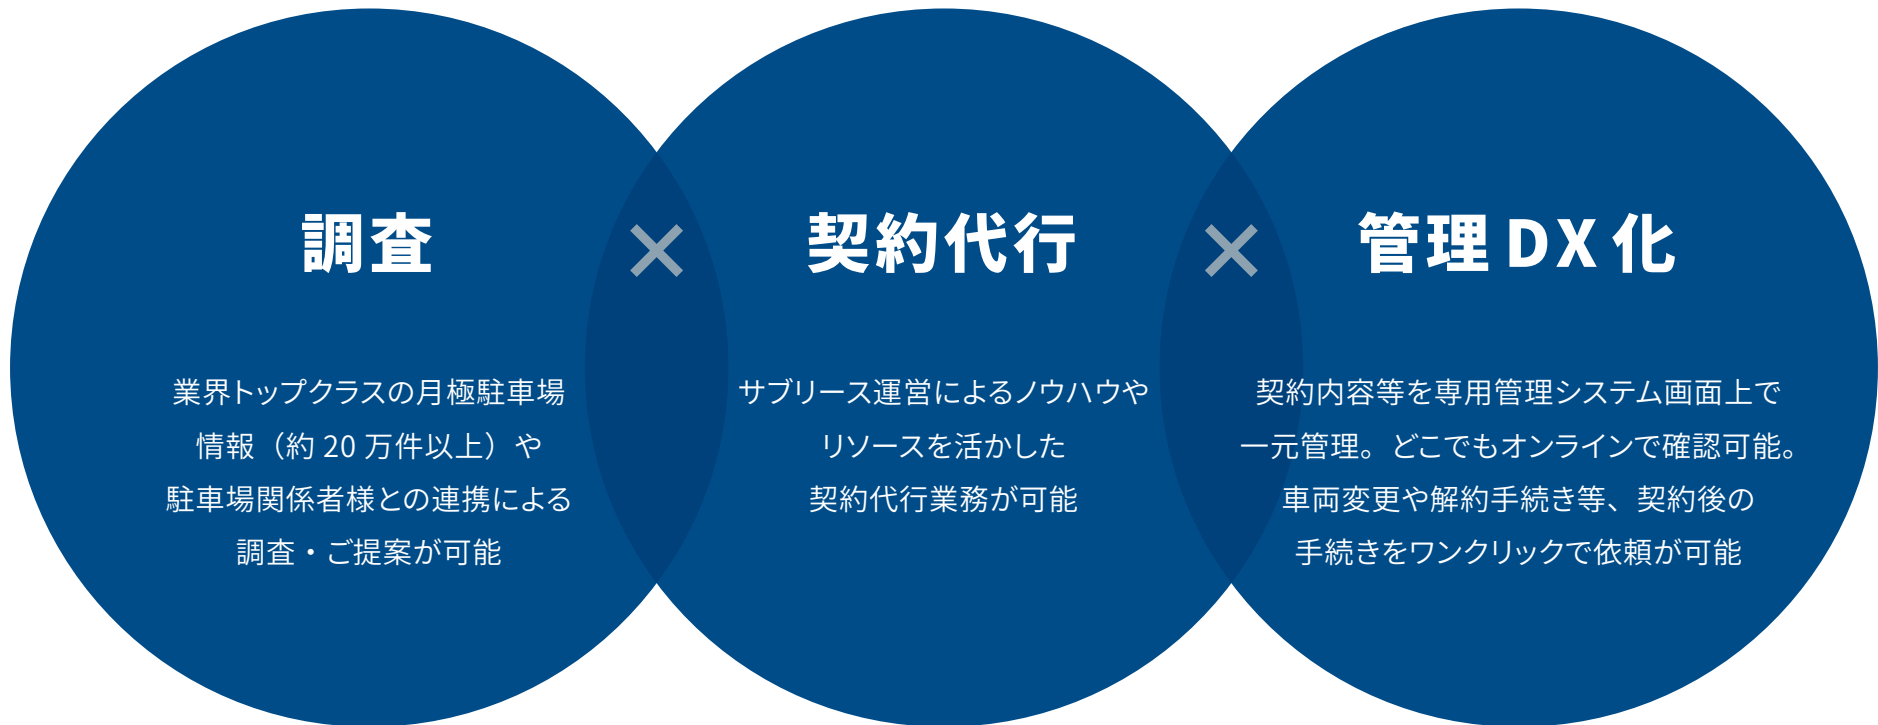 調査
×
契約代行
×
管理 DX 化
業界トップクラスの月極駐車場
情報（約 20 万件以上）や
駐車場関係者様との連携による
調査・ご提案が可能
サブリース運営によるノウハウや
リソースを活かした
契約代行業務が可能
契約内容等を専用管理システム画面上で
一元管理。どこでもオンラインで確認可能。
車両変更や解約手続き等、契約後の
手続きをワンクリックで依頼が可能